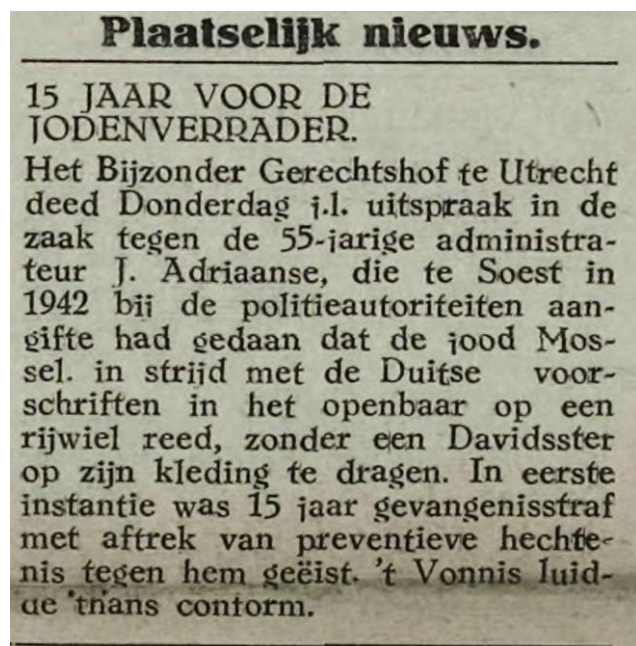 Plaatselijk nieuws.
15 JAAR VOOR DE
JODENVERRADER.
Het Bijzonder Gerechtshof te Utrecht
deed Donderdag j.l. uitspraak in de
zaak tegen de 55-jarige administra-
teur J. Adriaanse, die te Soest in
1942 bij de politieautoriteiten aan-
gifte had gedaan dat de jood Mos-
sel. in strijd met de Duitse voor-
schriften in het openbaar op een
rijwiel reed, zonder een Davidsster
op zijn kleding te dragen. In eerste
instantie was 15 jaar gevangenisstraf
met aftrek van preventieve hechte-
nis tegen hem geëist. 't Vonnis luid-
de thans conform.